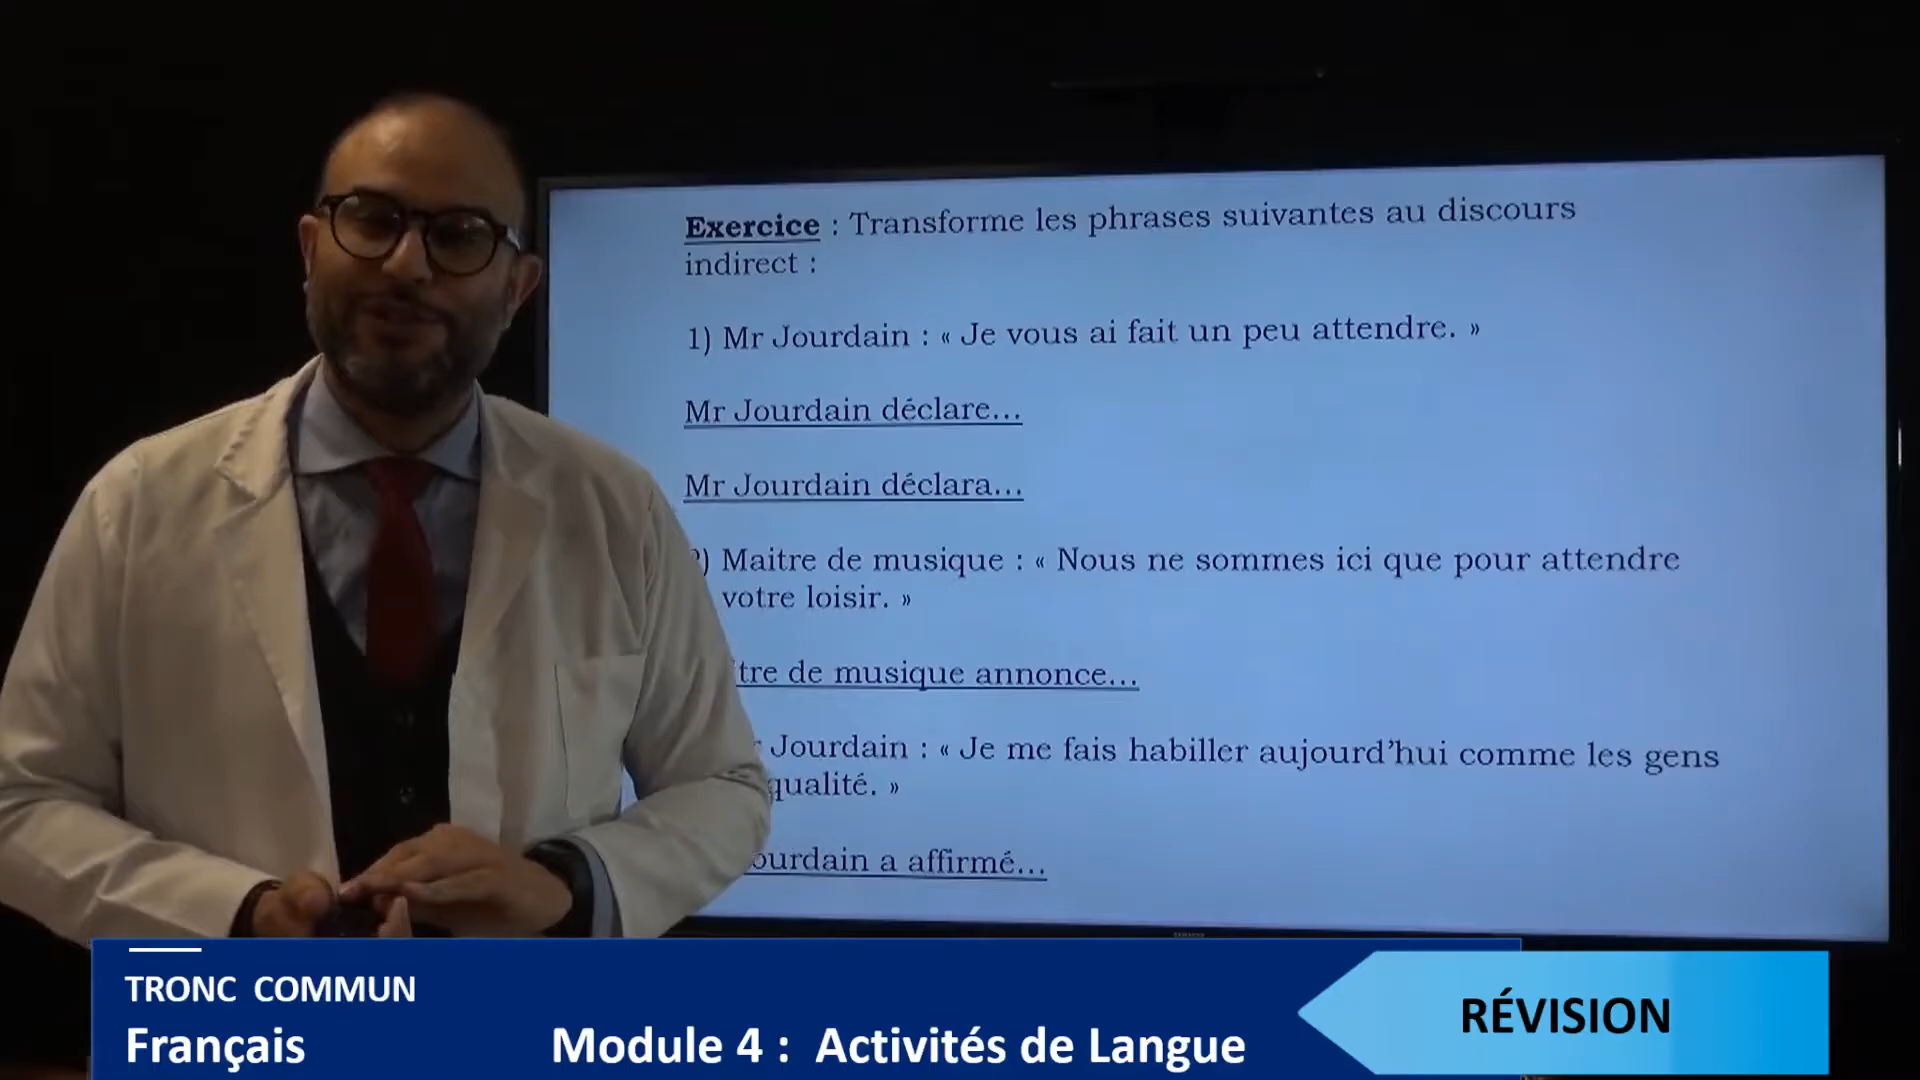 Exercice : Transforme les phrases suivantes au discours
indirect :
1) Mr Jourdain : « Je vous ai fait un peu attendre. »
Mr Jourdain déclare...
Mr Jourdain déclara...
) Maitre de musique : « Nous ne sommes ici que pour attendre
votre loisir. »
tre de musique annonce...
Jourdain : « Je me fais habiller aujourd’hui comme les gens
qualité. »
ourdain a affirmé...
SAMSUNG
TRONC COMMUN
Français
Module 4 : Activités de Langue
RÉVISION